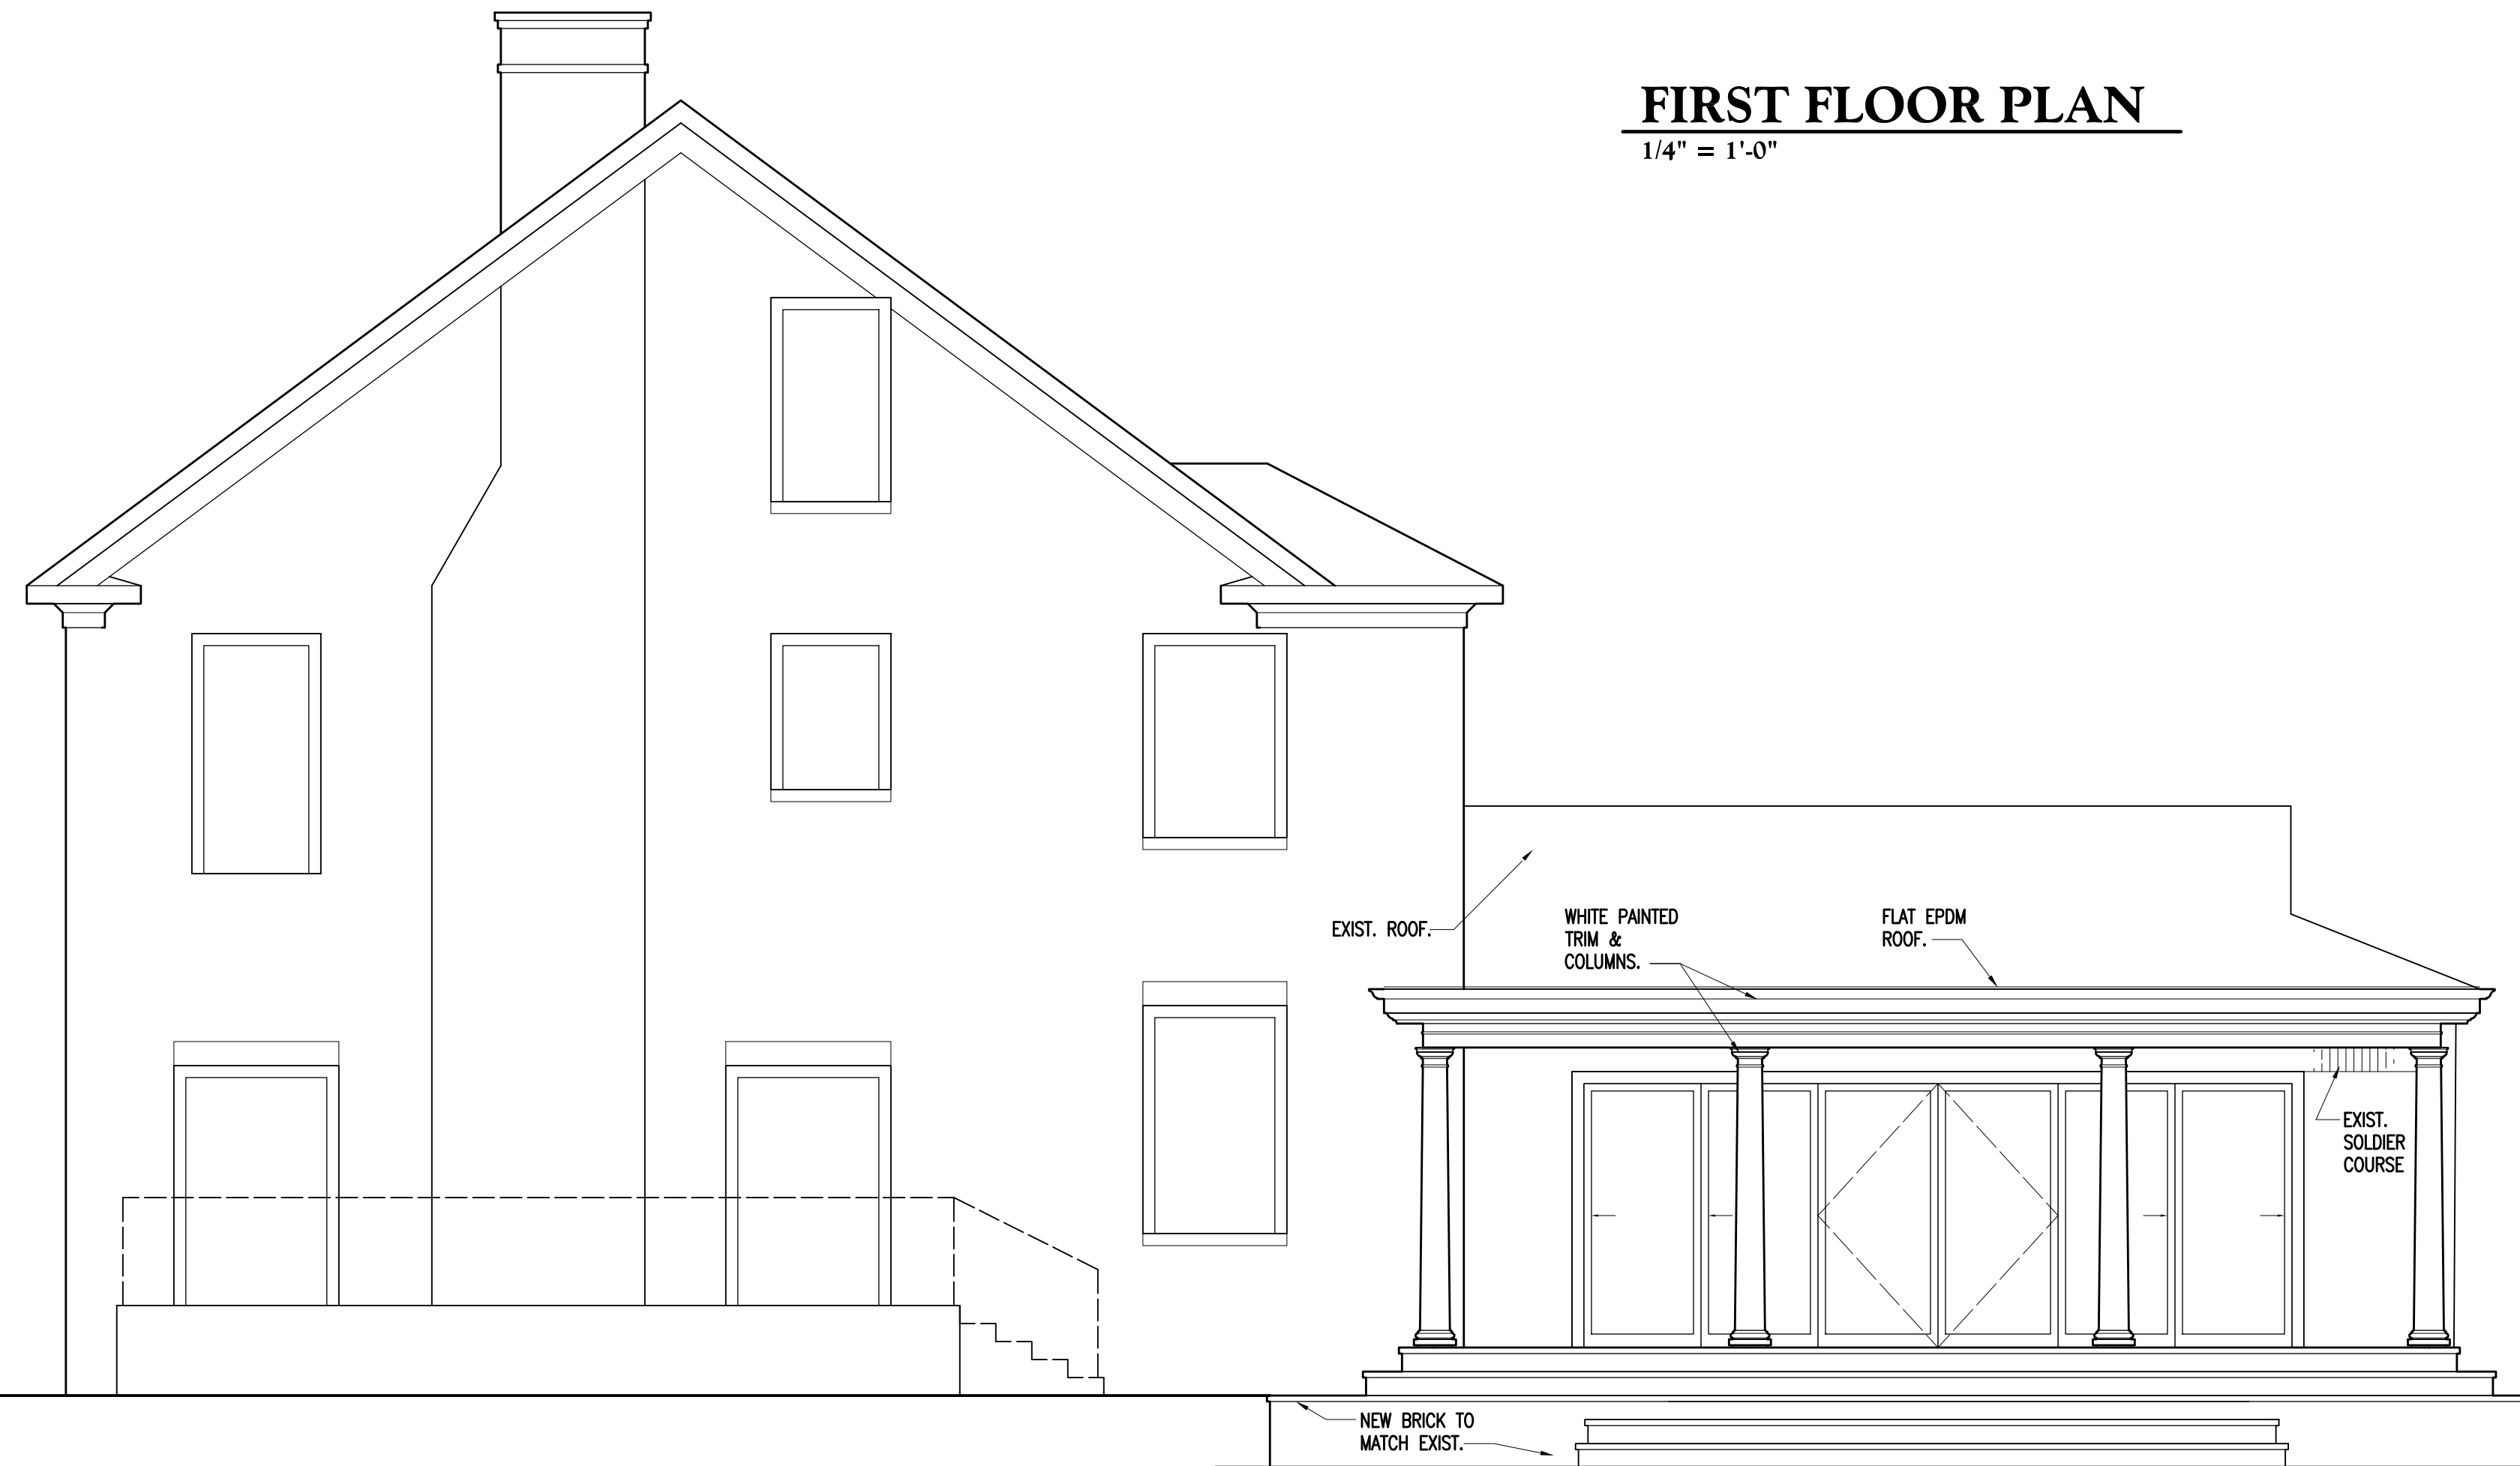 FIRST FLOOR PLAN
1/4" = 1'-0"
EXIST. ROOF.
WHITE PAINTED
TRIM &
COLUMNS.
FLAT EPDM
ROOF.
EXIST.
SOLDIER
COURSE
NEW BRICK TO
MATCH EXIST.